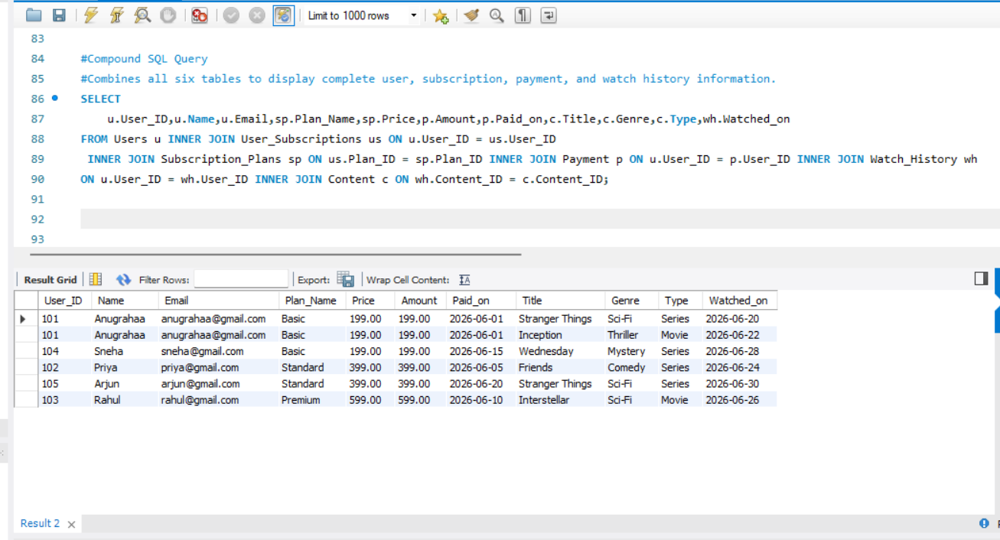 Limit to 1000 rows
83
84 #Compound SQL Query
85 #Combines all six tables to display complete user, subscription, payment, and watch history information.
86 SELECT
87 u.User_ID,u.Name,u.Email,sp.Plan_Name,sp.Price,p.Amount,p.Paid_on,c.Title,c.Genre,c.Type,wh.Watched_on
88 FROM Users u INNER JOIN User_Subscriptions us ON u.User_ID = us.User_ID
89 INNER JOIN Subscription_Plans sp ON us.Plan_ID = sp.Plan_ID INNER JOIN Payment p ON u.User_ID = p.User_ID INNER JOIN Watch_History wh
90 ON u.User_ID = wh.User_ID INNER JOIN Content c ON wh.Content_ID = c.Content_ID;
91
92
93
Result Grid Filter Rows: Export: Wrap Cell Content: IA
User_ID Name Email Plan_Name Price Amount Paid_on Title Genre Type Watched_on
101 Anugrahaa anugrahaa@gmail.com Basic 199.00 199.00 2026-06-01 Stranger Things Sci-Fi Series 2026-06-20
101 Anugrahaa anugrahaa@gmail.com Basic 199.00 199.00 2026-06-01 Inception Thriller Movie 2026-06-22
104 Sneha sneha@gmail.com Basic 199.00 199.00 2026-06-15 Wednesday Mystery Series 2026-06-28
102 Priya priya@gmail.com Standard 399.00 399.00 2026-06-05 Friends Comedy Series 2026-06-24
105 Arjun arjun@gmail.com Standard 399.00 399.00 2026-06-20 Stranger Things Sci-Fi Series 2026-06-30
103 Rahul rahul@gmail.com Premium 599.00 599.00 2026-06-10 Interstellar Sci-Fi Movie 2026-06-26
Result 2